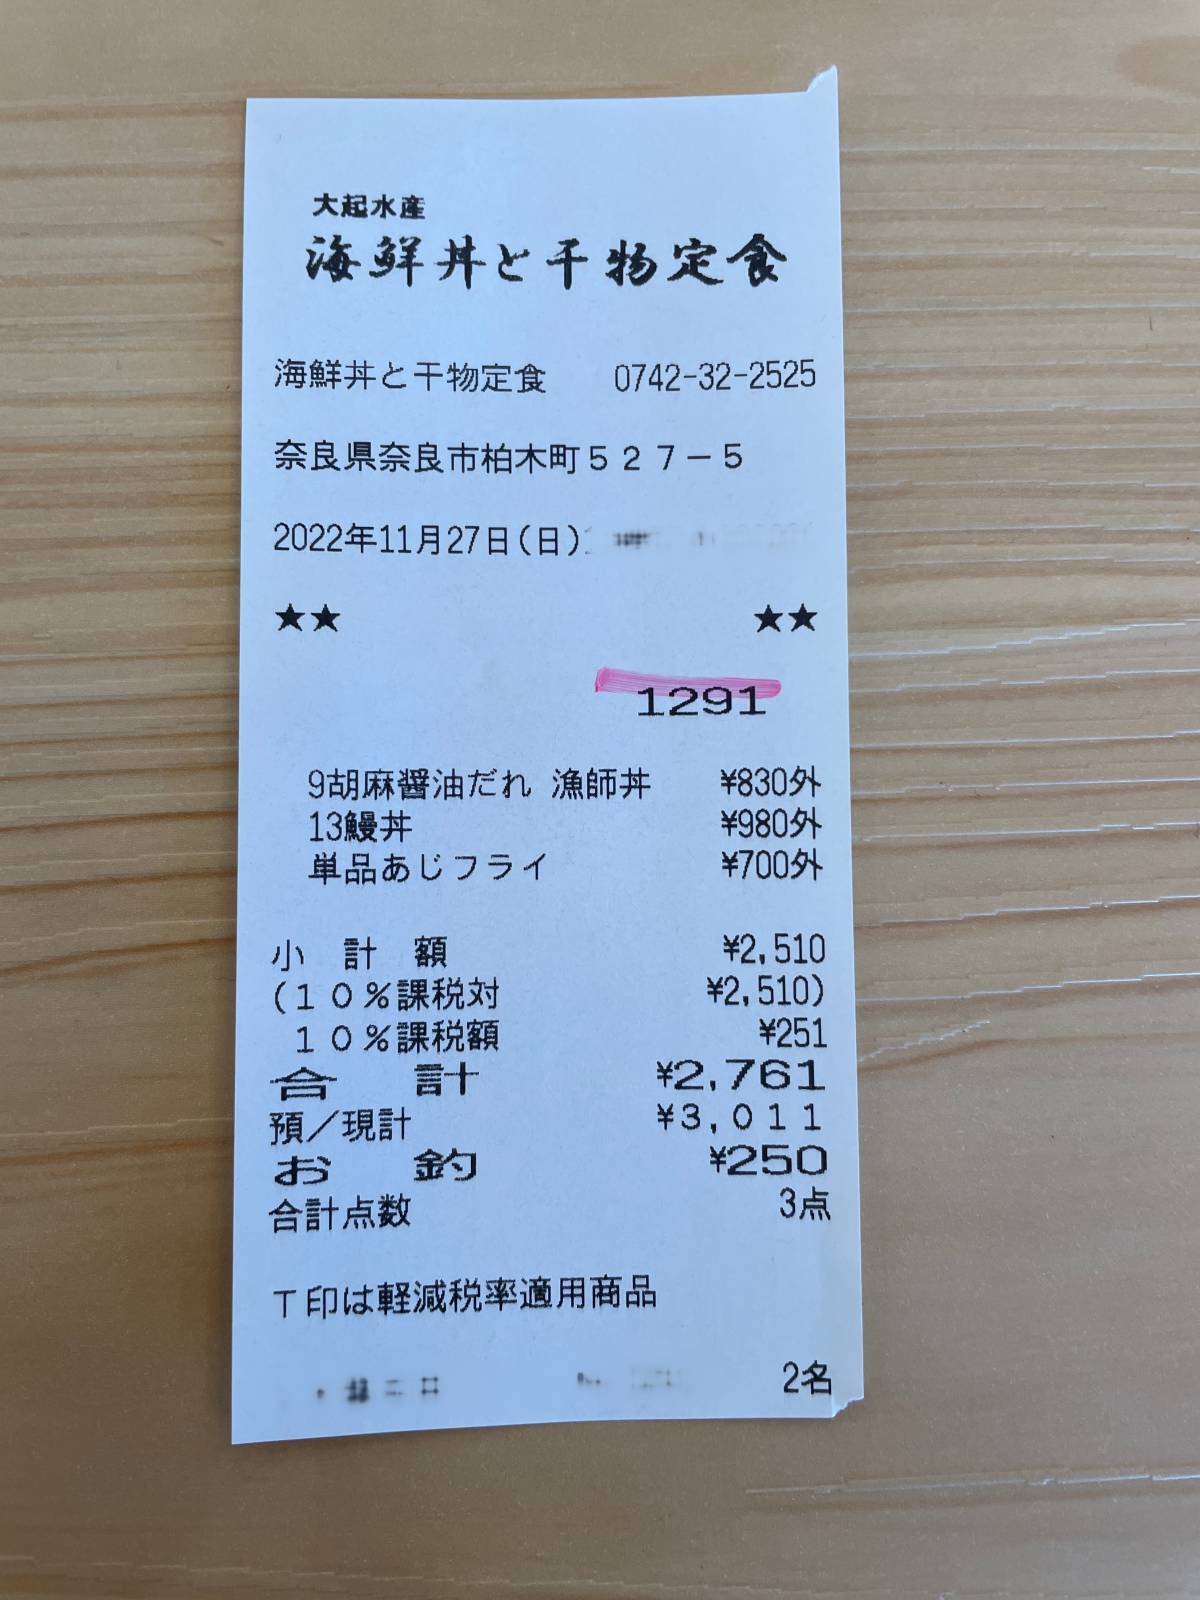 大起水産
海鮮丼と干物定食
海鮮丼と干物定食 0742-32-2525
奈良県奈良市柏木町527-5
2022年11月27日(日)
★★ ★★
1291
9胡麻醤油だれ 漁師丼 ¥830外
13鰻丼 ¥980外
単品あじフライ ¥700外
小計額 ¥2,510
(10%課税対 ¥2,510)
10%課税額 ¥251
合計 ¥2,761
預/現計 ¥3,011
お釣 ¥250
合計点数 3点
T印は軽減税率適用商品
2名